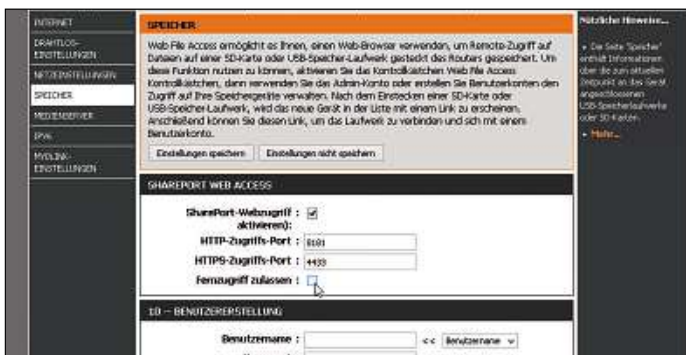 INTERNET
DRAHTLOS-
EINSTELLUNGEN
NETZEINSTELLUNGEN
SPEICHER
MEDIENSERVER
IPV6
MYDLINK-
EINSTELLUNGEN
SPEICHER
Web File Access ermöglicht es Ihnen, einen Web-Browser verwenden, um Remote-Zugriff auf
Dateien auf einer SD-Karte oder USB-Speicher-Laufwerk gesteckt des Routers gespeichert. Um
diese Funktion nutzen zu können, aktivieren Sie das Kontrollkästchen Web File Access
Kontrollkästchen, dann verwenden Sie das Admin-Konto oder erstellen Sie Benutzerkonten den
Zugriff auf Ihre Speichergeräte verwalten. Nach dem Einstecken einer SD-Karte oder
USB-Speicher-Laufwerk, wird das neue Gerät in der Liste mit einem Link zu erscheinen.
Anschließend können Sie diesen Link, um das Laufwerk zu verbinden und sich mit einem
Benutzerkonto.
Einstellungen speichern Einstellungen nicht speichern
SHAREPORT WEB ACCESS
SharePort-Webzugriff :
aktivieren):
HTTP-Zugriffs-Port : 8181
HTTPS-Zugriffs-Port : 4433
Fernzugriff zulassen :
10 -- BENUTZERERSTELLUNG
Benutzername : << Benutzername
Nützliche Hinweise...
• Die Seite 'Speicher'
enthält Informationen
über die zum aktuellen
Zeitpunkt an das Gerät
angeschlossenen
USB-Speicherlaufwerke
oder SD-Karten.
• Mehr...